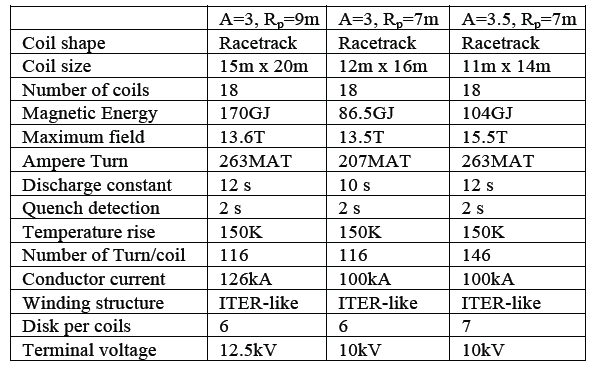 A=3, Rp=9m A=3, Rp=7m A=3.5, Rp=7m
Coil shape Racetrack Racetrack Racetrack
Coil size 15m x 20m 12m x 16m 11m x 14m
Number of coils 18 18 18
Magnetic Energy 170GJ 86.5GJ 104GJ
Maximum field 13.6T 13.5T 15.5T
Ampere Turn 263MAT 207MAT 263MAT
Discharge constant 12 s 10 s 12 s
Quench detection 2 s 2 s 2 s
Temperature rise 150K 150K 150K
Number of Turn/coil 116 116 146
Conductor current 126kA 100kA 100kA
Winding structure ITER-like ITER-like ITER-like
Disk per coils 6 6 7
Terminal voltage 12.5kV 10kV 10kV